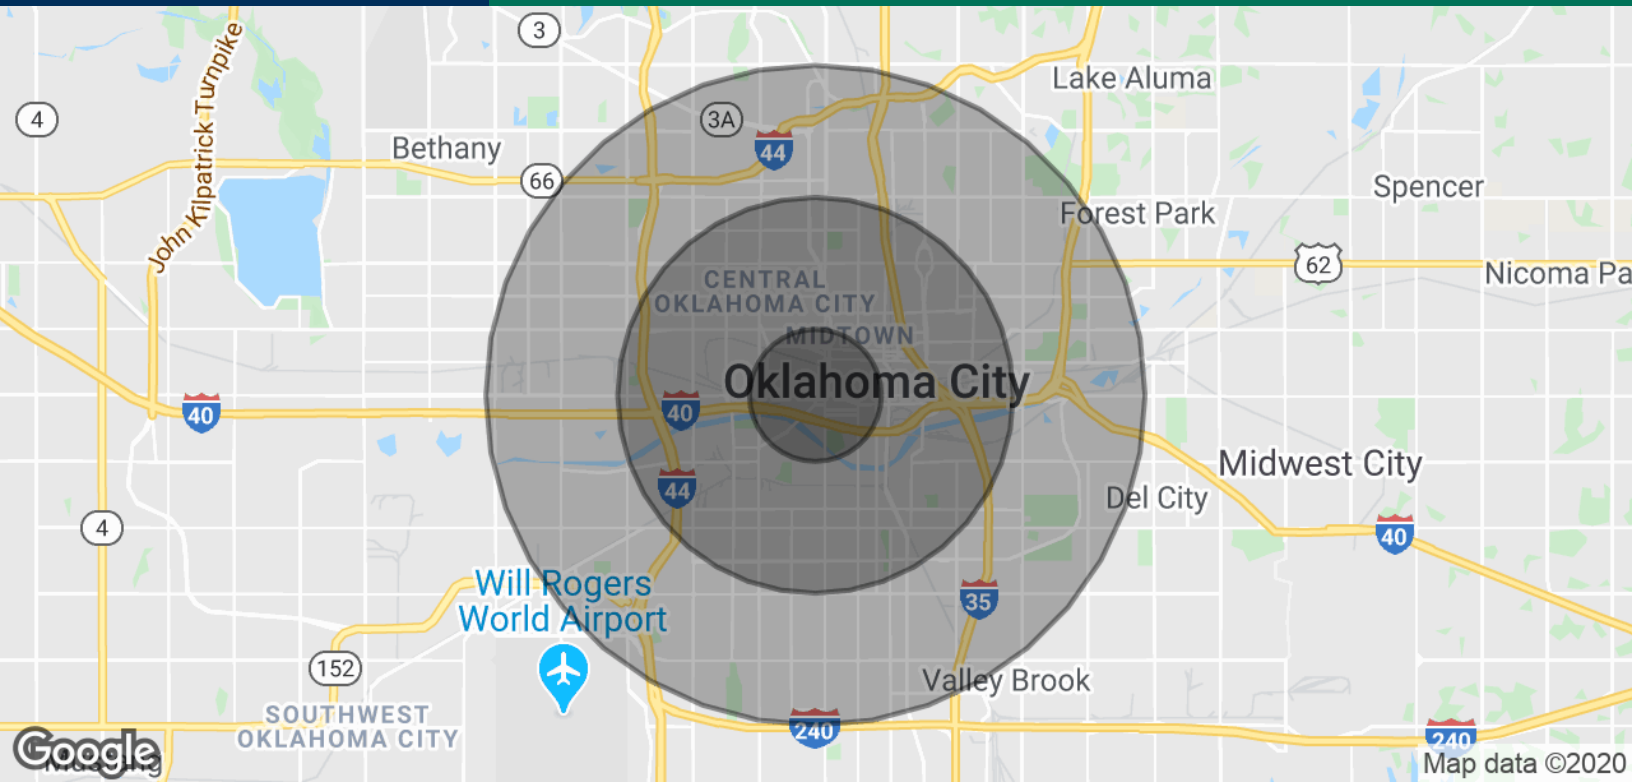 3
John Kilpatrick Turnpike
Lake Aluma
4
3A
44
Bethany
66
Spencer
Forest Park
62
Nicoma Pa
CENTRAL
OKLAHOMA CITY
MIDTOWN
Oklahoma City
40
40
Midwest City
44
Del City
4
40
Will Rogers
World Airport
35
152
Valley Brook
SOUTHWEST
OKLAHOMA CITY
240
240
Google
Mustang
Map data ©2020